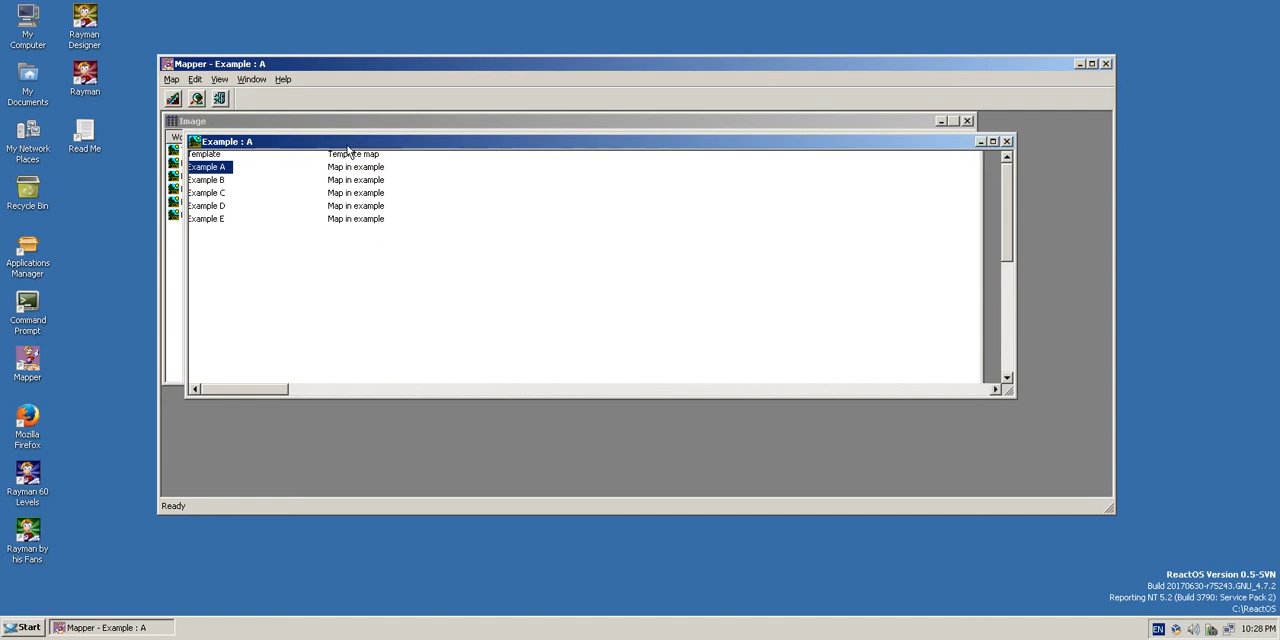 My Computer
Rayman Designer
My Documents
Rayman
My Network Places
Read Me
Recycle Bin
Applications Manager
Command Prompt
Mapper
Mozilla Firefox
Rayman 60 Levels
Rayman by his Fans
Mapper - Example : A
Map Edit View Window Help
Image
Wo
Example : A
Template Template map
Example A Map in example
Example B Map in example
Example C Map in example
Example D Map in example
Example E Map in example
Ready
ReactOS Version 0.5-SVN
Build 20170630-r75243.GNU_4.7.2
Reporting NT 5.2 (Build 3790: Service Pack 2)
C:\ReactOS
Start Mapper - Example : A EN 10:28 PM